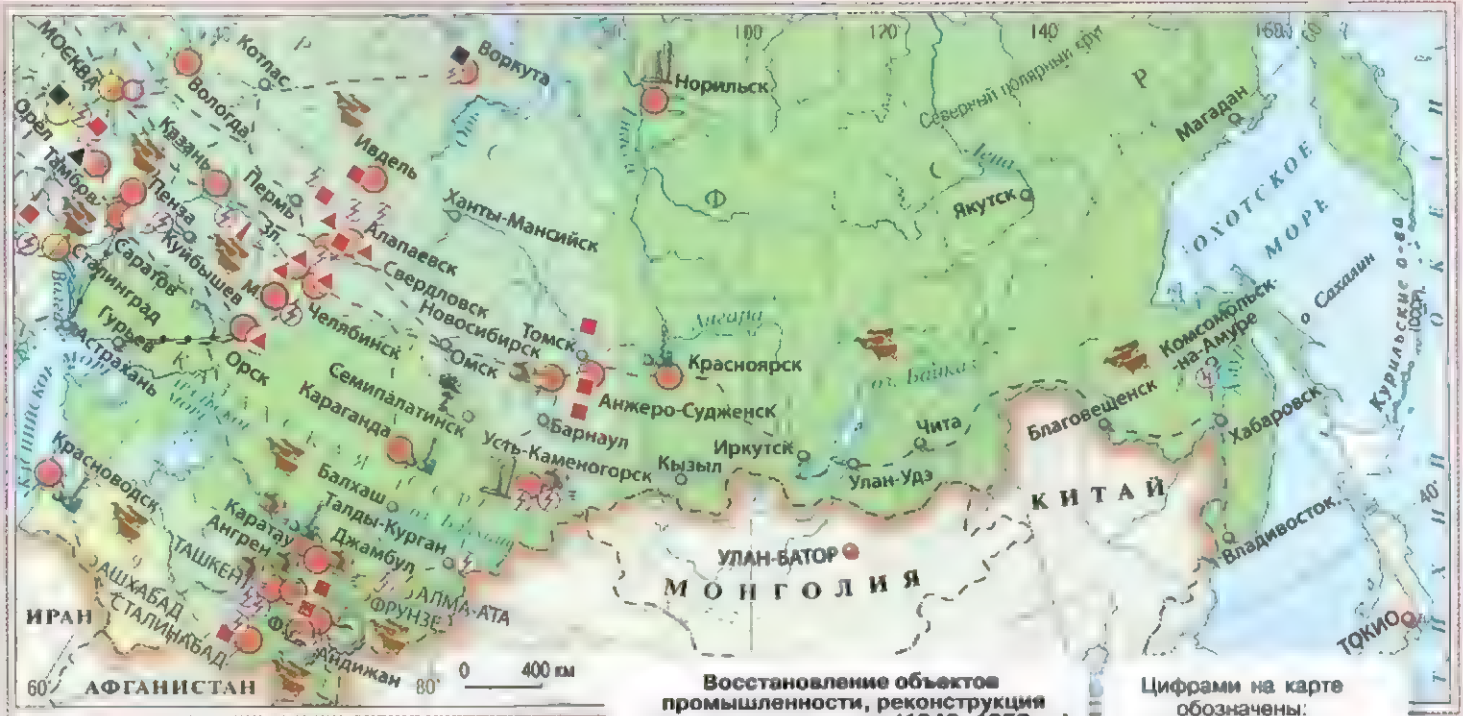 100
120
140
160
МОСКВА
Котлас
Воркута
Норильск
Северный полярный круг
Магадан
Вологда
Орёл
Казань
Ивдель
Лена
Якутск
ОХОТСКОЕ
МОРЕ
Тамбов
Пенза
Пермь
Зл.
Ханты-Мансийск
Ф
Р
С
Алапаевск
Свердловск
Куйбышев
Саратов
Сталинград
М
Новосибирск
Томск
Ангара
Сахалин
Курильские о-ва
Комсомольск-
на-Амуре
Челябинск
Гурьев
Астрахань
Орск
Омск
Красноярск
оз. Байкал
Семипалатинск
Анжеро-Судженск
Караганда
Барнаул
Благовещенск
Хабаровск
Чита
Иркутск
Улан-Удэ
Усть-Каменогорск
Кызыл
КАСПИЙСКОЕ
МОРЕ
Красноводск
Балхаш
КИТАЙ
40°
Талды-Курган
Каратау
Джамбул
Ангрен
ТАШКЕНТ
Владивосток
УЛАН-БАТОР
МОНГОЛИЯ
АШХАБАД
АЛМА-АТА
ФРУНЗЕ
ИРАН
СТАЛИНАБАД
Ф.
Андижан
ТОКИО
0 400 км
60°
АФГАНИСТАН
80°
Восстановление объектов
промышленности, реконструкция
Цифрами на карте
обозначены: